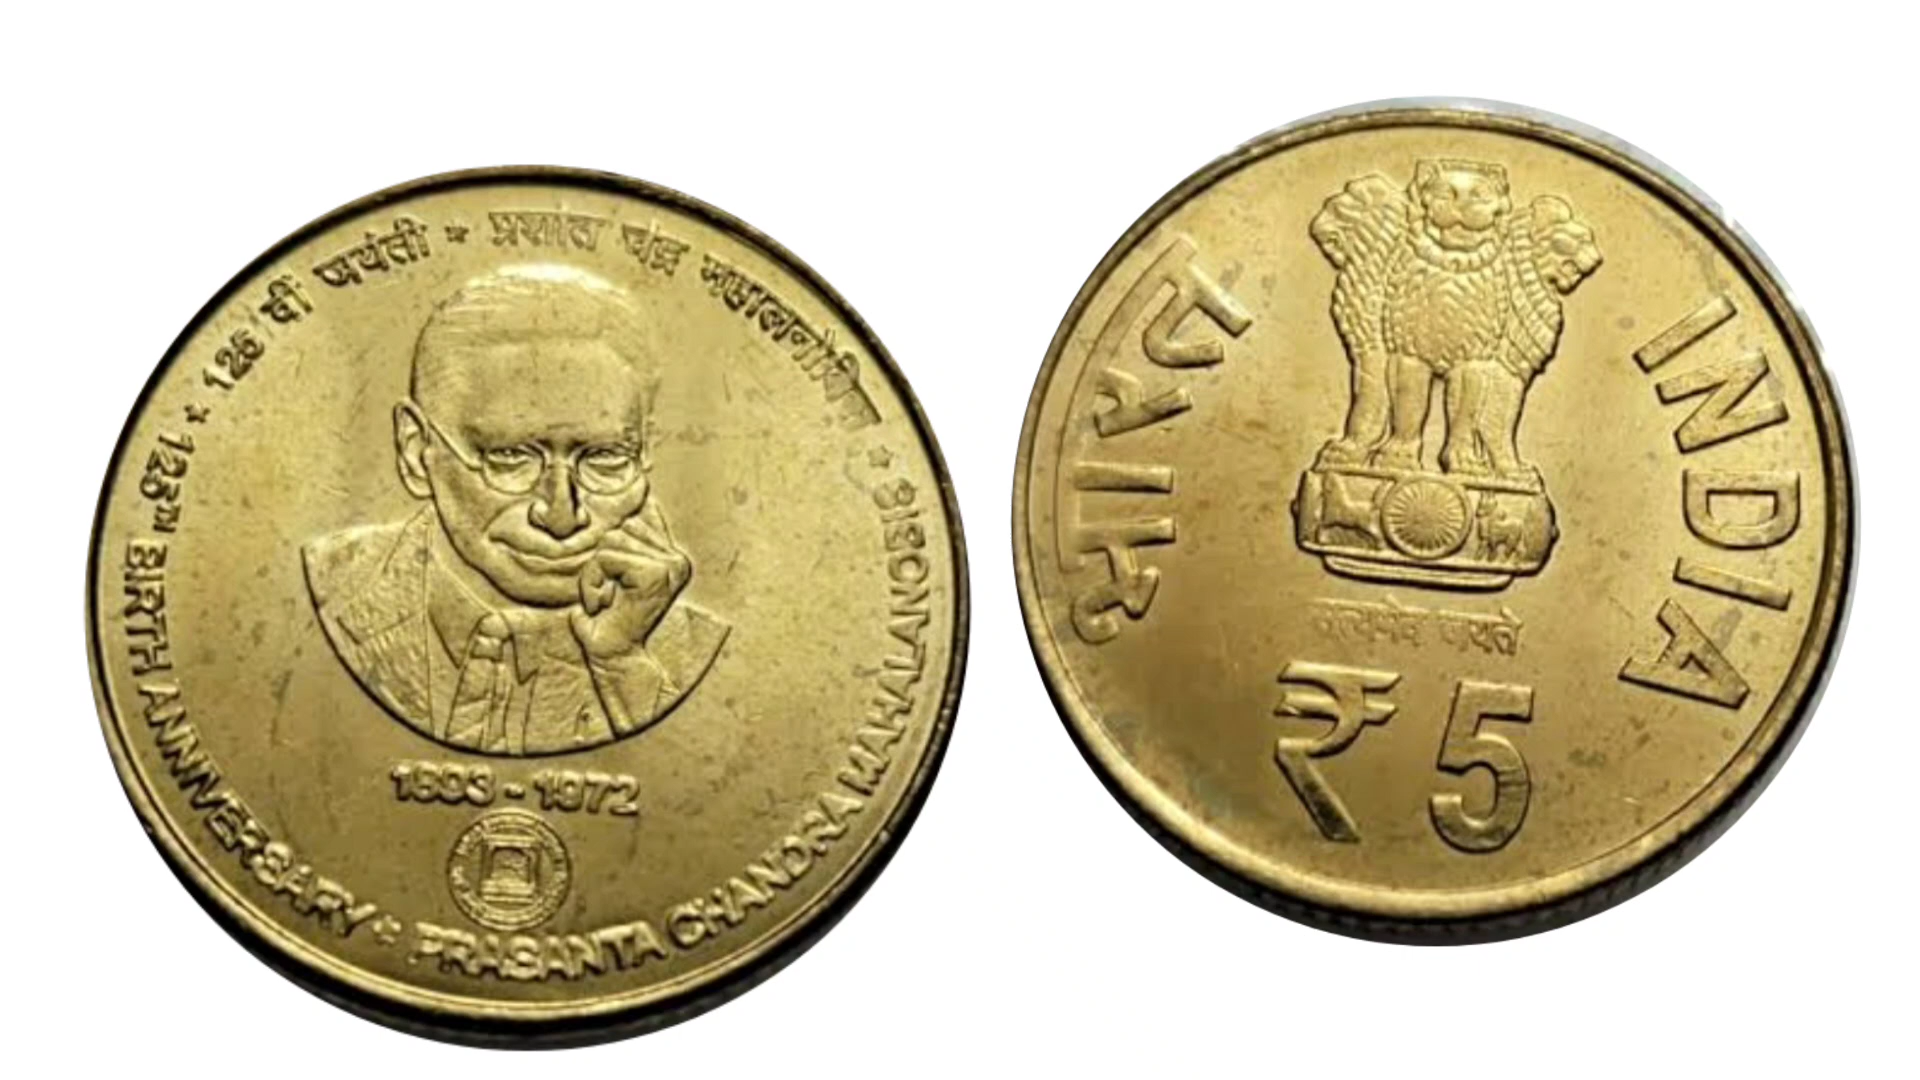 125 वीं जयंती * प्रशांत चंद्र महालनोबिस *
125TH BIRTH ANNIVERSARY * PRASANTA CHANDRA MAHALANOBIS
1893 - 1972
भारत
INDIA
सत्यमेव जयते
₹ 5